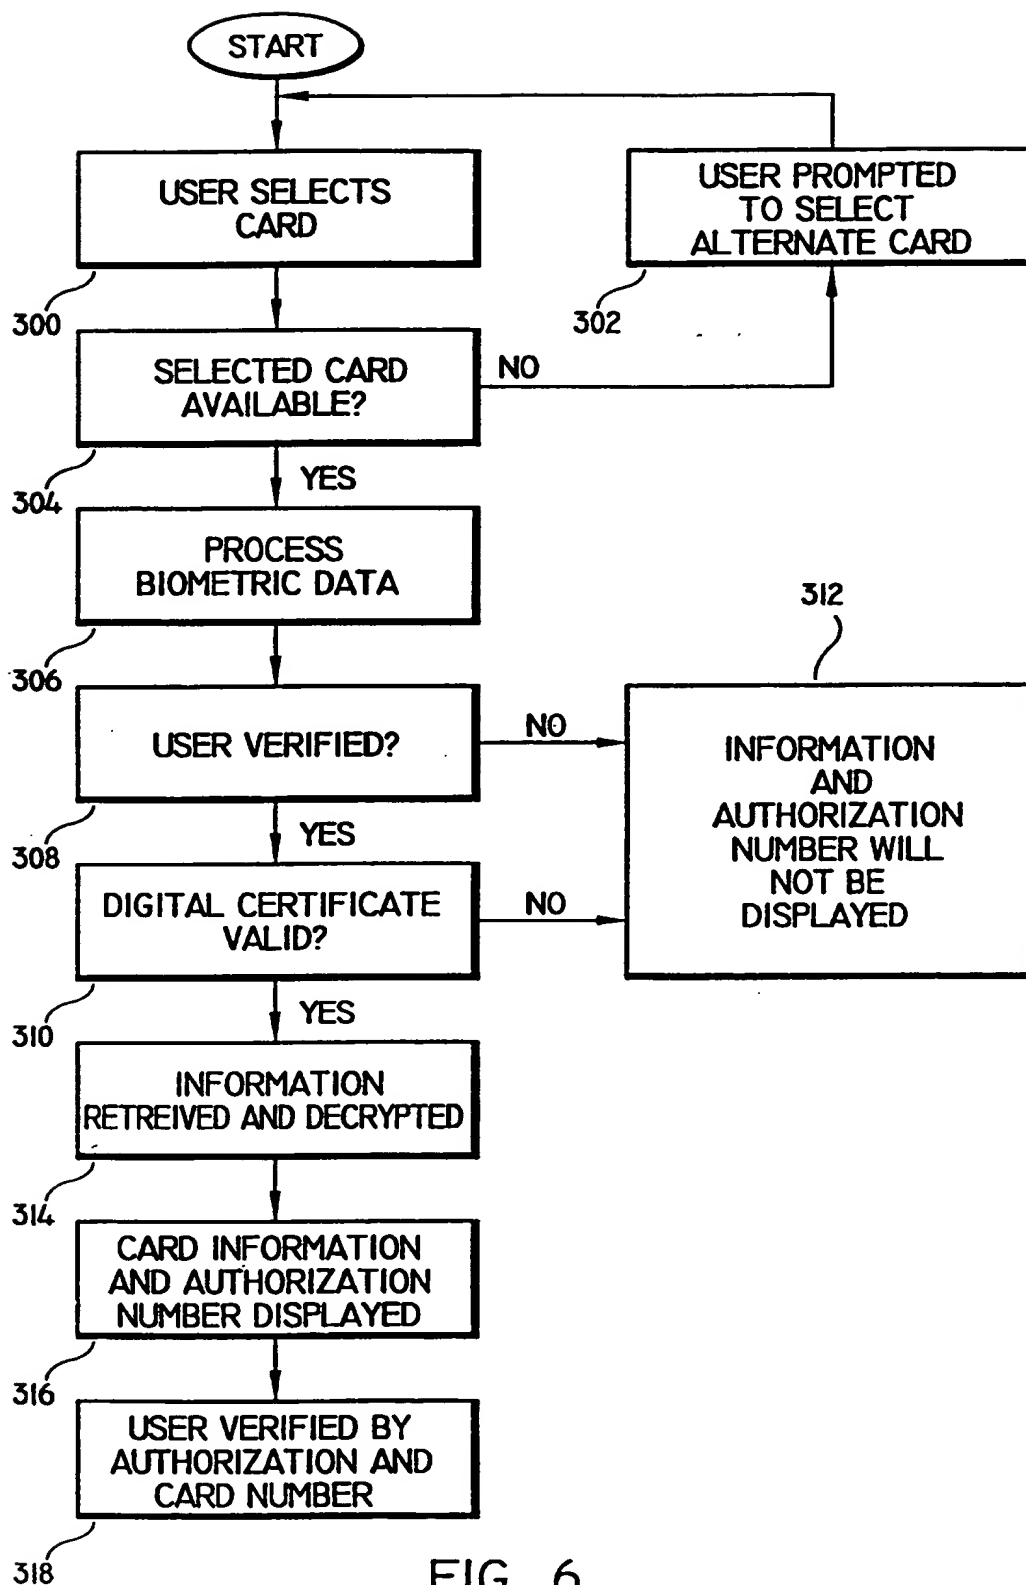 START
USER SELECTS
CARD
300
USER PROMPTED
TO SELECT
ALTERNATE CARD
302
SELECTED CARD
AVAILABLE?
NO
304
YES
PROCESS
BIOMETRIC DATA
306
USER VERIFIED?
NO
308
YES
312
INFORMATION
AND
AUTHORIZATION
NUMBER WILL
NOT BE
DISPLAYED
DIGITAL CERTIFICATE
VALID?
NO
310
YES
INFORMATION
RETREIVED AND DECRYPTED
314
CARD INFORMATION
AND AUTHORIZATION
NUMBER DISPLAYED
316
USER VERIFIED BY
AUTHORIZATION AND
CARD NUMBER
318
FIG. 6